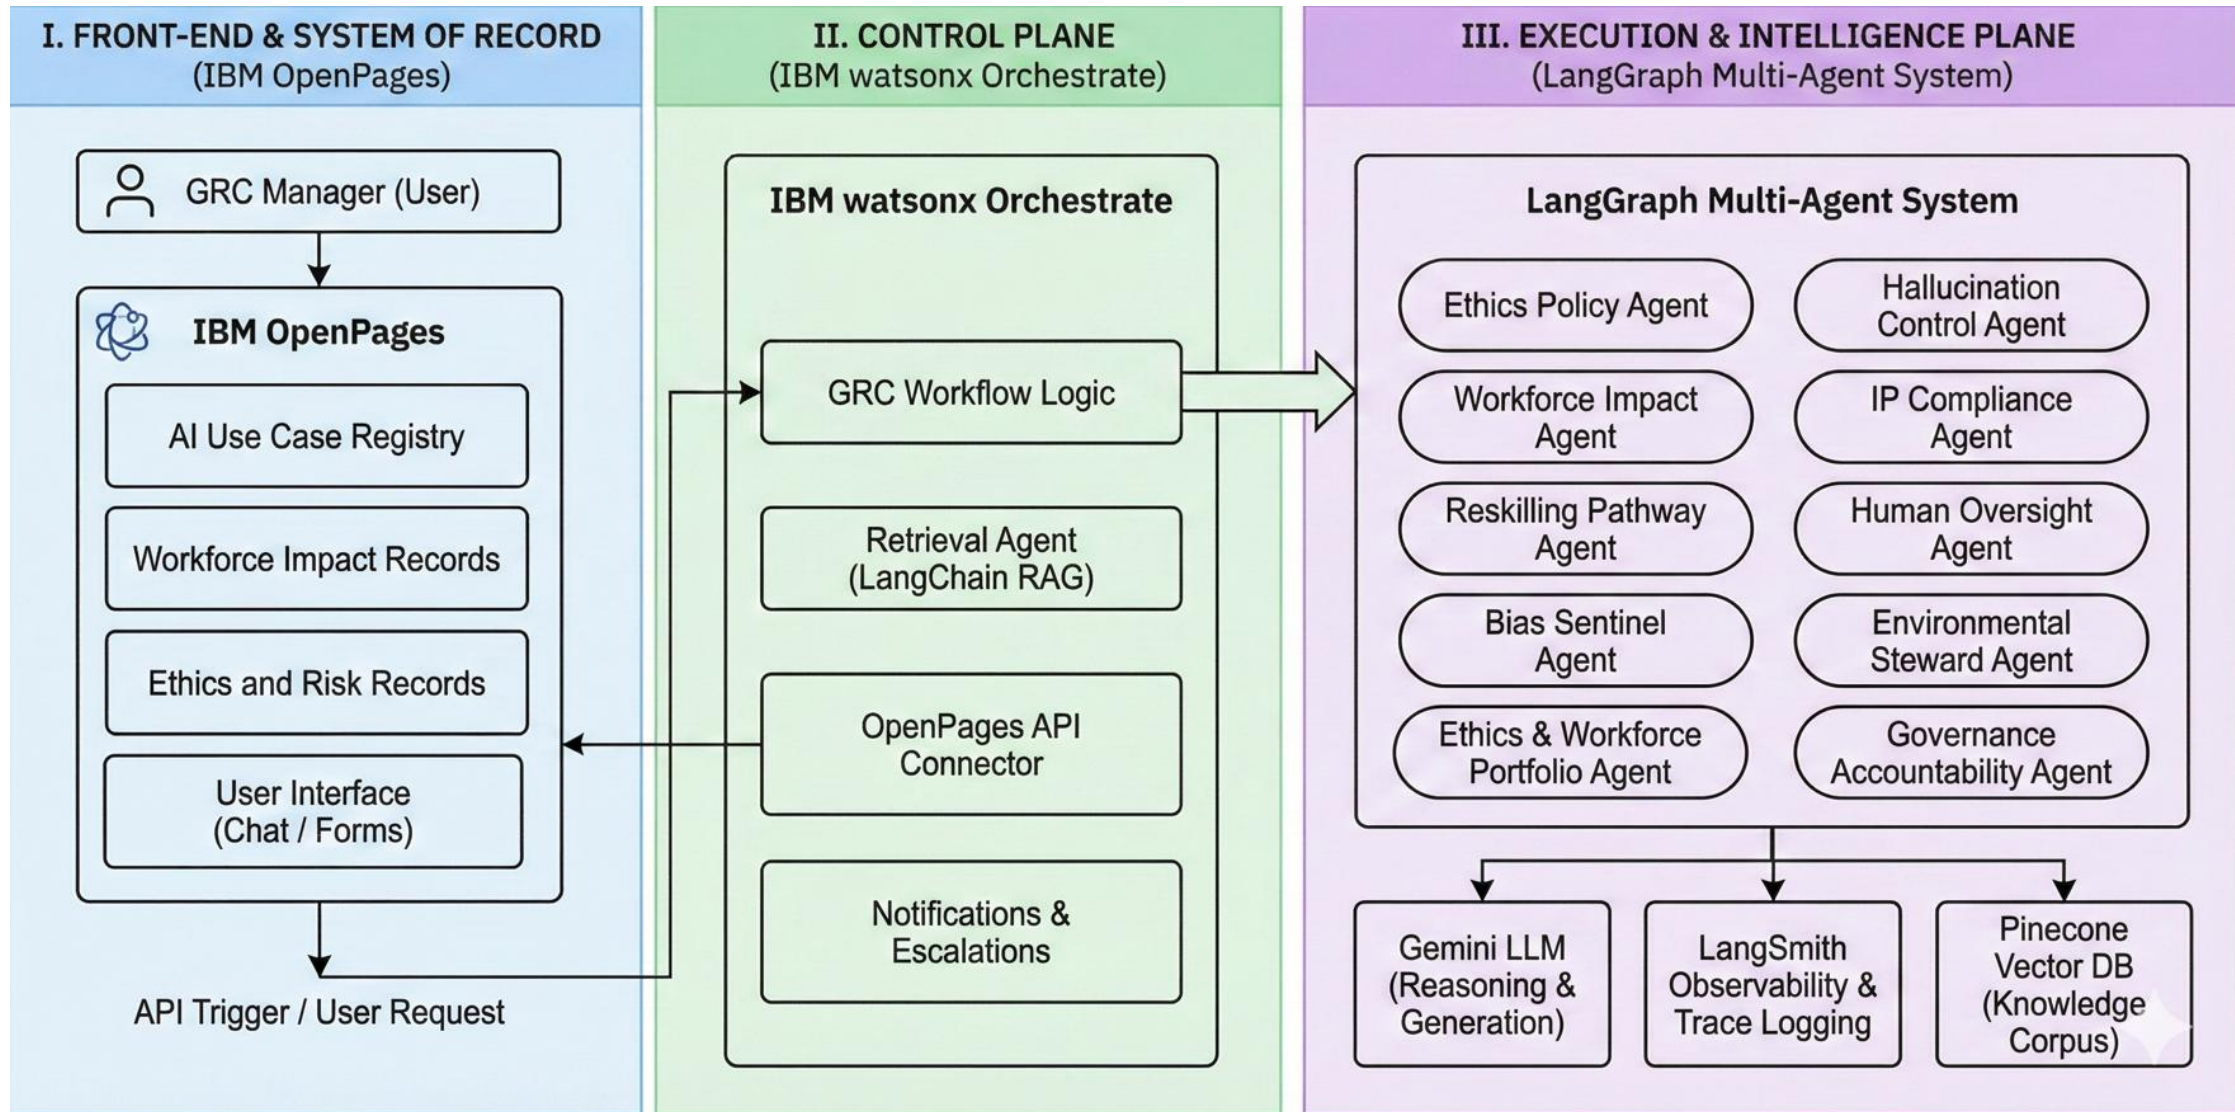 I. FRONT-END & SYSTEM OF RECORD
(IBM OpenPages)
GRC Manager (User)
IBM OpenPages
AI Use Case Registry
Workforce Impact Records
Ethics and Risk Records
User Interface
(Chat / Forms)
API Trigger / User Request
II. CONTROL PLANE
(IBM watsonx Orchestrate)
IBM watsonx Orchestrate
GRC Workflow Logic
Retrieval Agent
(LangChain RAG)
OpenPages API
Connector
Notifications &
Escalations
III. EXECUTION & INTELLIGENCE PLANE
(LangGraph Multi-Agent System)
LangGraph Multi-Agent System
Ethics Policy Agent
Hallucination
Control Agent
Workforce Impact
Agent
IP Compliance
Agent
Reskilling Pathway
Agent
Human Oversight
Agent
Bias Sentinel
Agent
Environmental
Steward Agent
Ethics & Workforce
Portfolio Agent
Governance
Accountability Agent
Gemini LLM
(Reasoning &
Generation)
LangSmith
Observability &
Trace Logging
Pinecone
Vector DB
(Knowledge
Corpus)